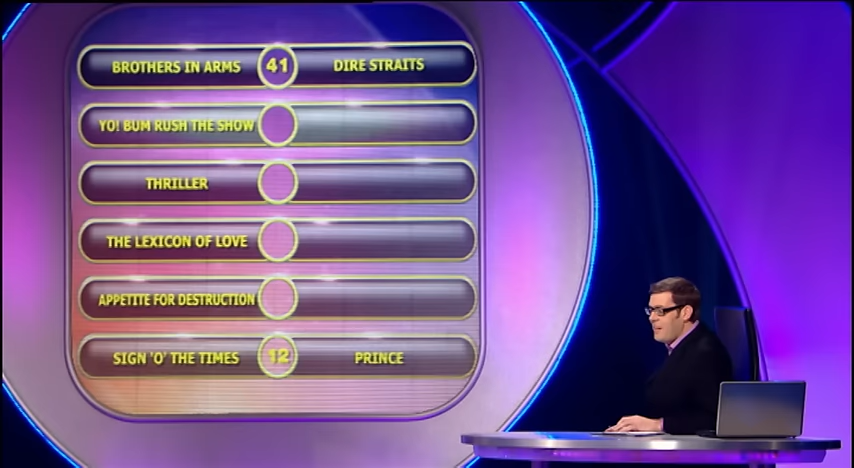 BROTHERS IN ARMS 41 DIRE STRAITS
YO! BUM RUSH THE SHOW
THRILLER
THE LEXICON OF LOVE
APPETITE FOR DESTRUCTION
SIGN 'O' THE TIMES 12 PRINCE